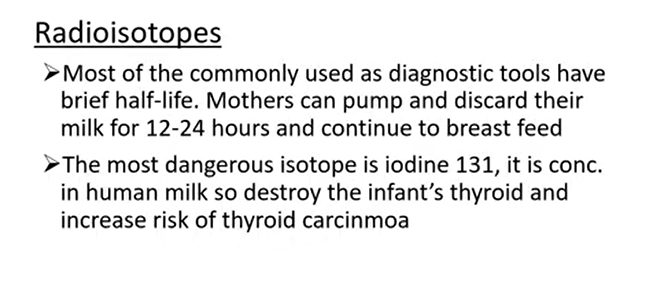 Radioisotopes
➢Most of the commonly used as diagnostic tools have
brief half-life. Mothers can pump and discard their
milk for 12-24 hours and continue to breast feed
➢The most dangerous isotope is iodine 131, it is conc.
in human milk so destroy the infant’s thyroid and
increase risk of thyroid carcinmoa